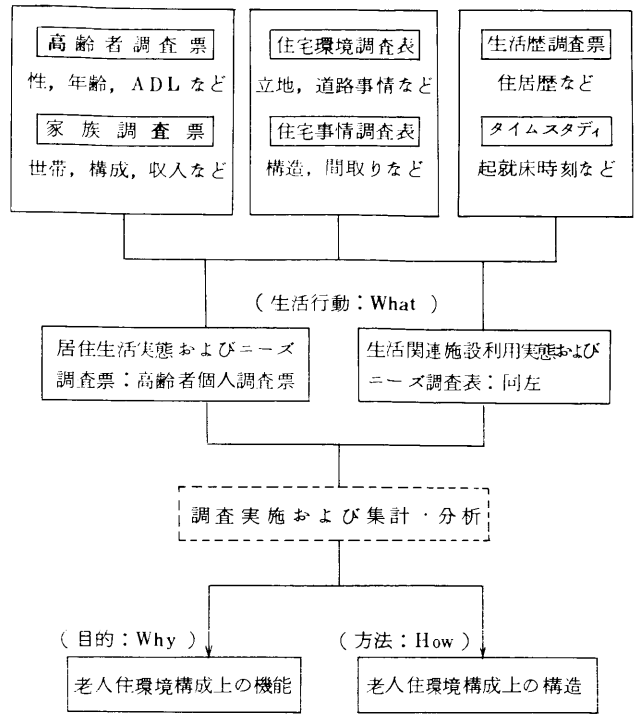 高齢者調査票
性，年齢，ADLなど
家族調査票
世帯，構成，収入など
住宅環境調査表
立地，道路事情など
住宅事情調査表
構造，間取りなど
生活歴調査票
住居歴など
タイムスタディ
起就床時刻など
（生活行動：What）
居住生活実態およびニーズ
調査票：高齢者個人調査票
生活関連施設利用実態および
ニーズ調査表：同左
調査実施および集計・分析
（目的：Why）
（方法：How）
老人住環境構成上の機能
老人住環境構成上の構造